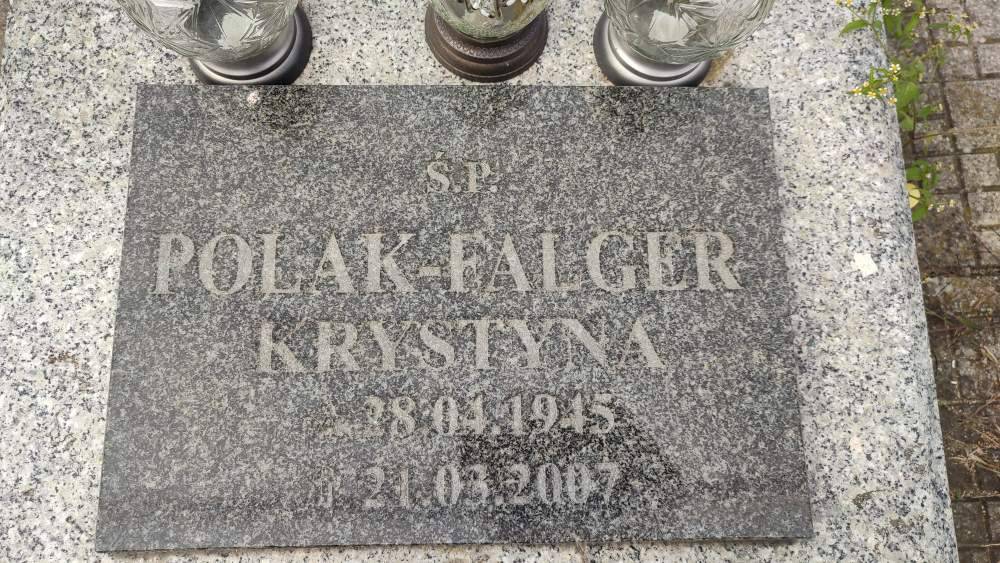 Ś.P.
POLAK-FALGER
KRYSTYNA
28.04.1945
21.03.2007